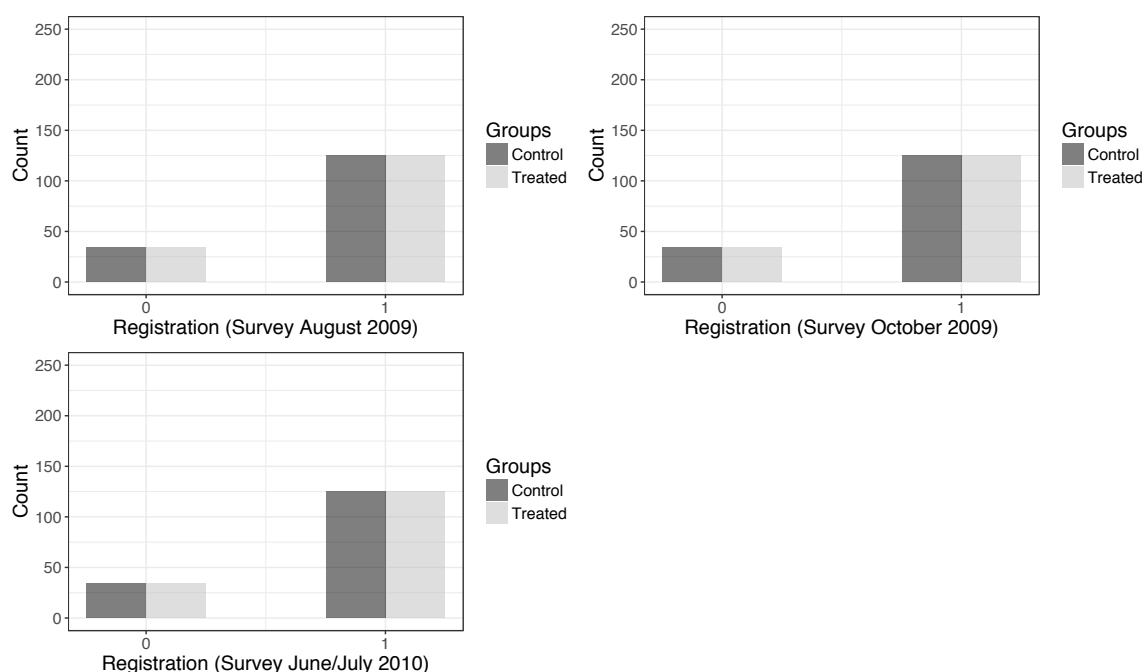 250
200
150
100
50
0
Count
0 1
Registration (Survey August 2009)
Groups
Control
Treated
250
200
150
100
50
0
Count
0 1
Registration (Survey October 2009)
Groups
Control
Treated
250
200
150
100
50
0
Count
0 1
Registration (Survey June/July 2010)
Groups
Control
Treated